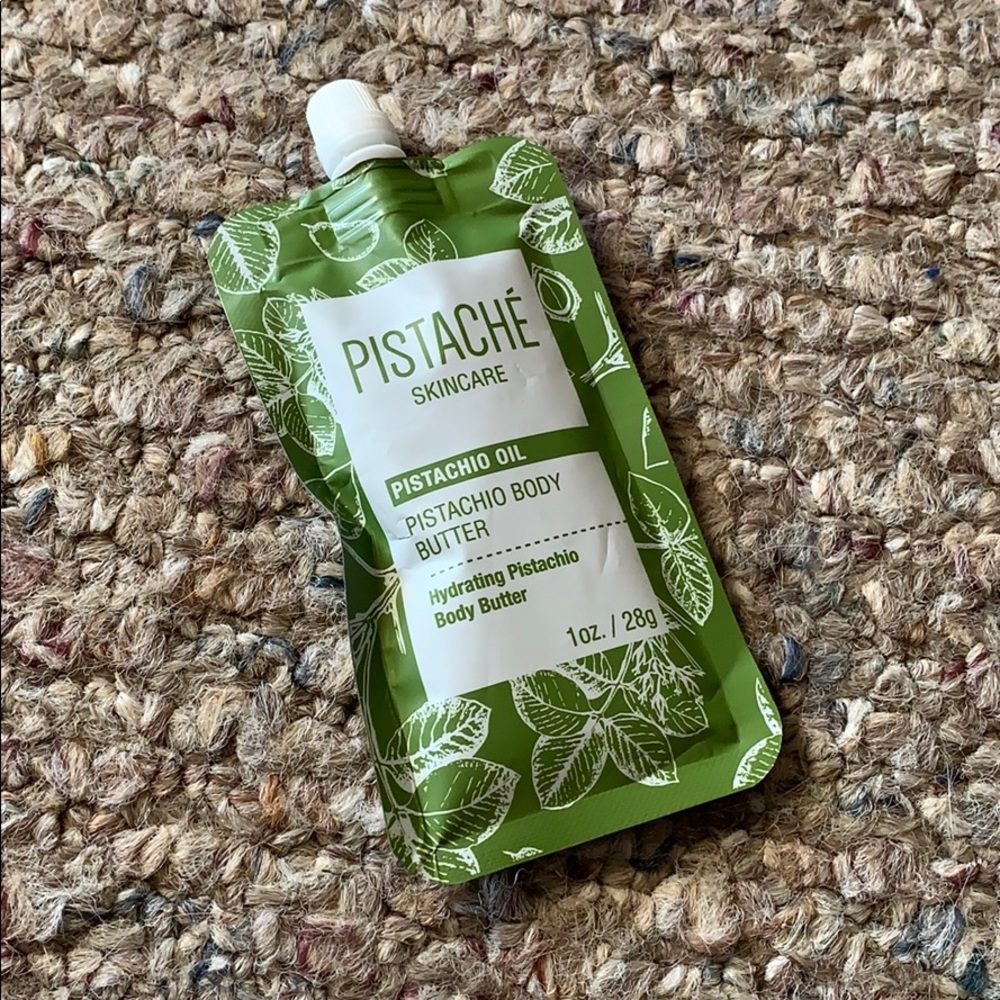 PISTACHÉ
SKINCARE
PISTACHIO OIL
PISTACHIO BODY
BUTTER
Hydrating Pistachio
Body Butter
1oz. / 28g